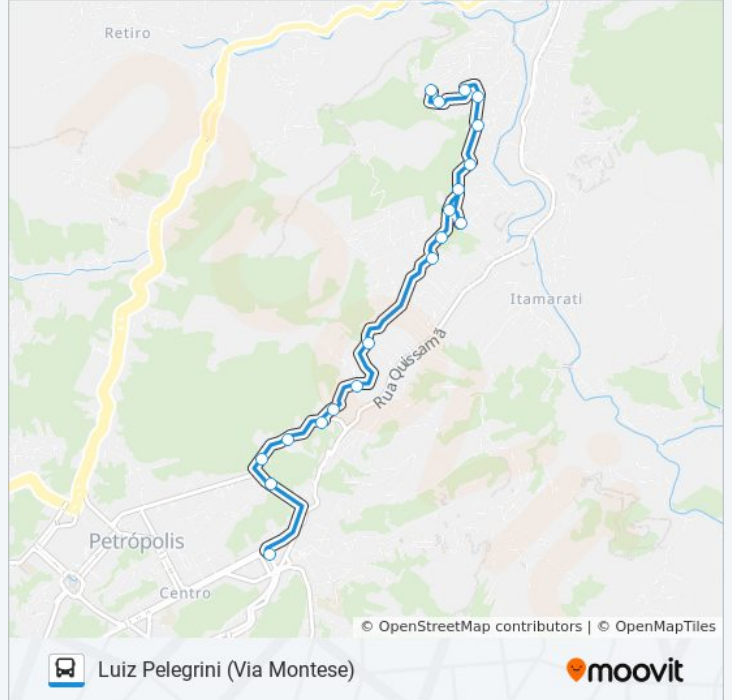 Retiro
Itamarati
Rua Quissamã
Petrópolis
Centro
© OpenStreetMap contributors | © OpenMapTiles
Luiz Pelegrini (Via Montese)
moovit